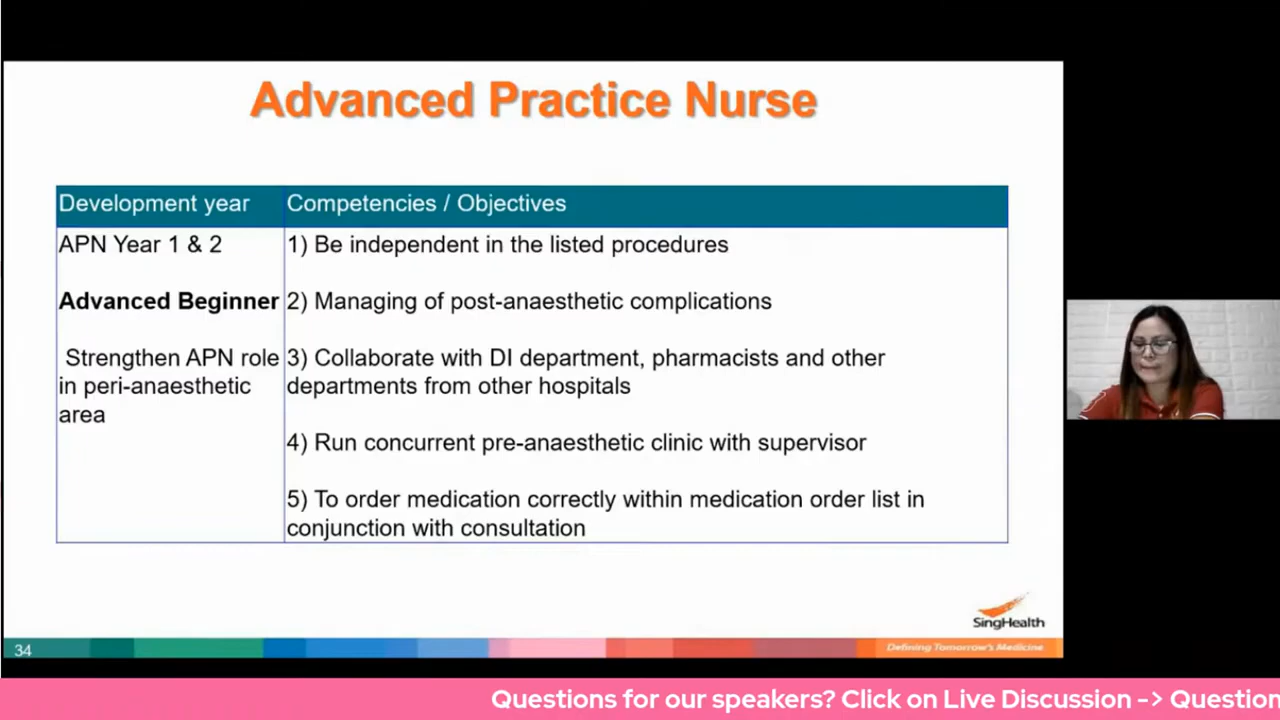 Advanced Practice Nurse
Development year
Competencies / Objectives
APN Year 1 & 2
Advanced Beginner
Strengthen APN role
in peri-anaesthetic
area
1) Be independent in the listed procedures
2) Managing of post-anaesthetic complications
3) Collaborate with DI department, pharmacists and other
departments from other hospitals
4) Run concurrent pre-anaesthetic clinic with supervisor
5) To order medication correctly within medication order list in
conjunction with consultation
SingHealth
34
Defining Tomorrow's Medicine
Questions for our speakers? Click on Live Discussion -> Question